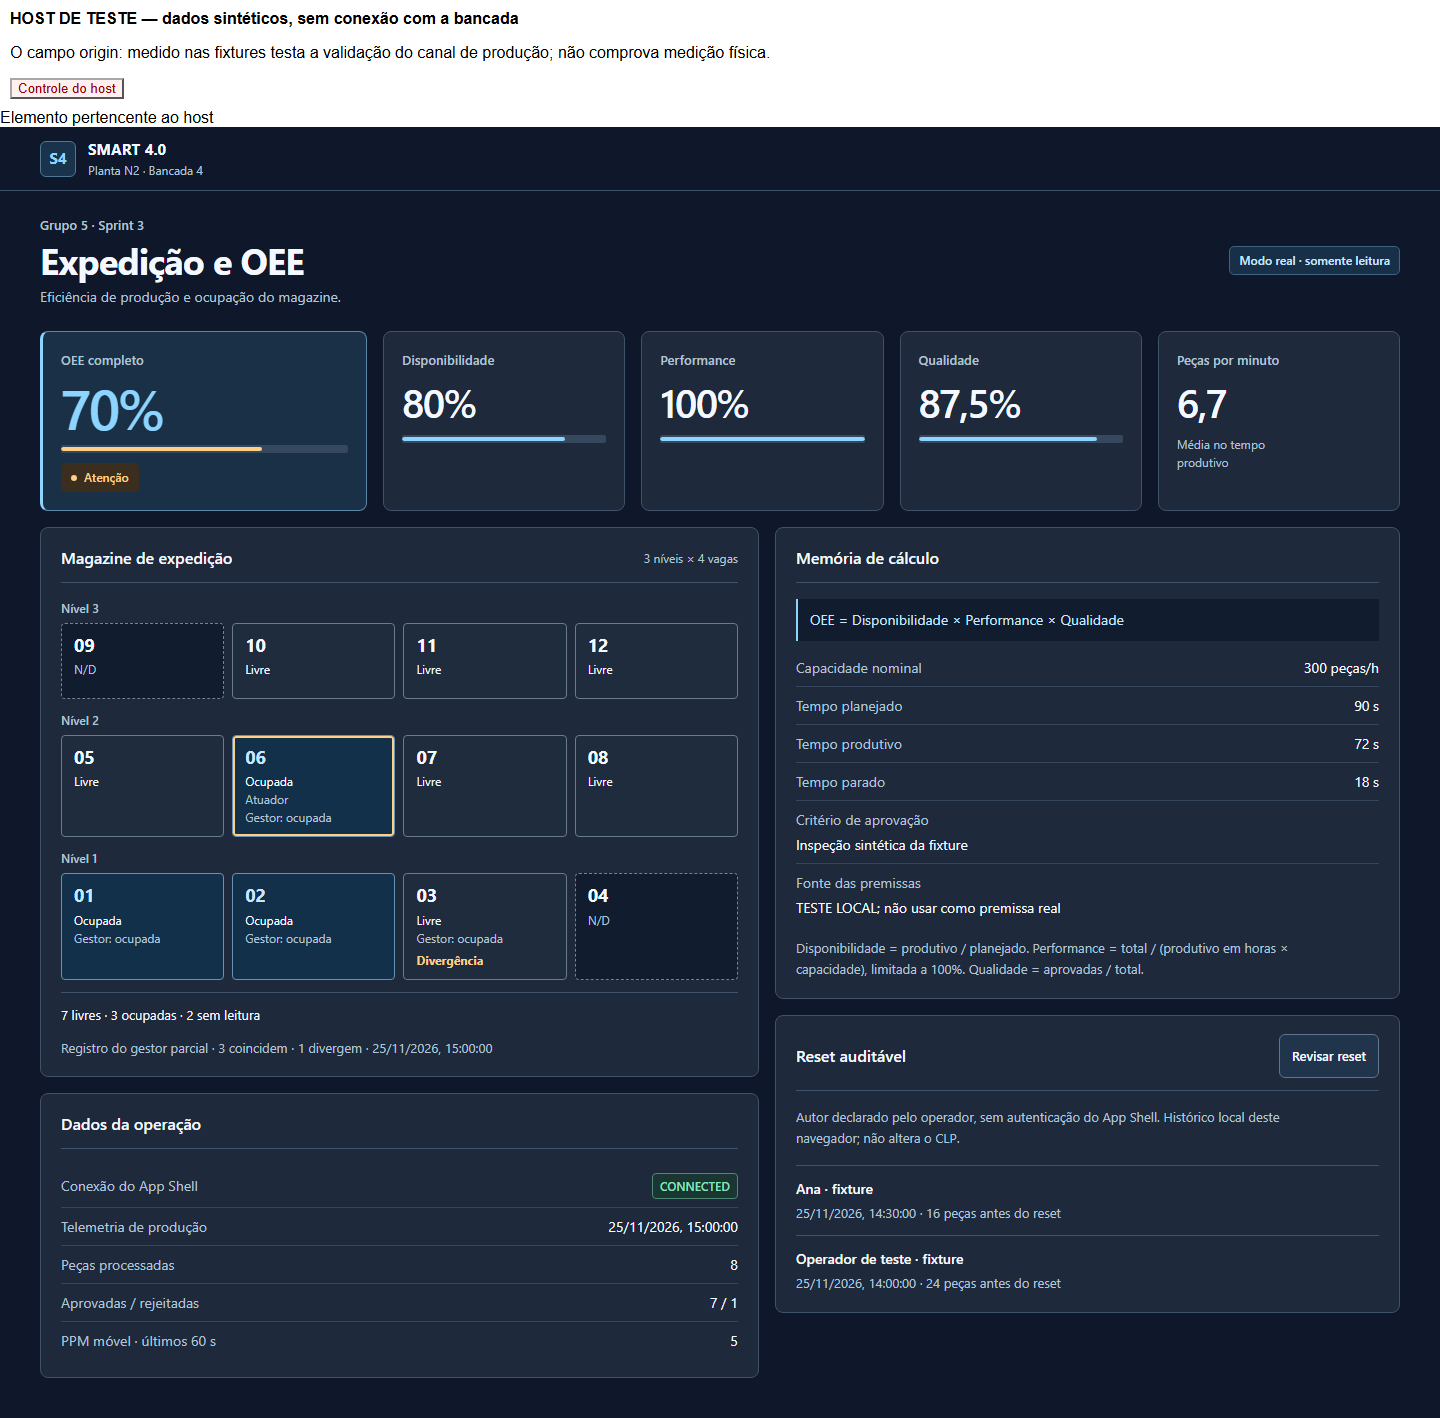 HOST DE TESTE — dados sintéticos, sem conexão com a bancada
O campo origin: medido nas fixtures testa a validação do canal de produção; não comprova medição física.
Controle do host
Elemento pertencente ao host
S4
SMART 4.0
Planta N2 · Bancada 4
Grupo 5 · Sprint 3
Expedição e OEE
Eficiência de produção e ocupação do magazine.
Modo real · somente leitura
OEE completo
70%
Atenção
Disponibilidade
80%
Performance
100%
Qualidade
87,5%
Peças por minuto
6,7
Média no tempo
produtivo
Magazine de expedição
3 níveis × 4 vagas
Nível 3
09
N/D
10
Livre
11
Livre
12
Livre
Nível 2
05
Livre
06
Ocupada
Atuador
Gestor: ocupada
07
Livre
08
Livre
Nível 1
01
Ocupada
Gestor: ocupada
02
Ocupada
Gestor: ocupada
03
Livre
Gestor: ocupada
Divergência
04
N/D
7 livres · 3 ocupadas · 2 sem leitura
Registro do gestor parcial · 3 coincidem · 1 divergem · 25/11/2026, 15:00:00
Dados da operação
Conexão do App Shell
CONNECTED
Telemetria de produção
25/11/2026, 15:00:00
Peças processadas
8
Aprovadas / rejeitadas
7 / 1
PPM móvel · últimos 60 s
5
Memória de cálculo
OEE = Disponibilidade × Performance × Qualidade
Capacidade nominal
300 peças/h
Tempo planejado
90 s
Tempo produtivo
72 s
Tempo parado
18 s
Critério de aprovação
Inspeção sintética da fixture
Fonte das premissas
TESTE LOCAL; não usar como premissa real
Disponibilidade = produtivo / planejado. Performance = total / (produtivo em horas ×
capacidade), limitada a 100%. Qualidade = aprovadas / total.
Reset auditável
Revisar reset
Autor declarado pelo operador, sem autenticação do App Shell. Histórico local deste
navegador; não altera o CLP.
Ana · fixture
25/11/2026, 14:30:00 · 16 peças antes do reset
Operador de teste · fixture
25/11/2026, 14:00:00 · 24 peças antes do reset